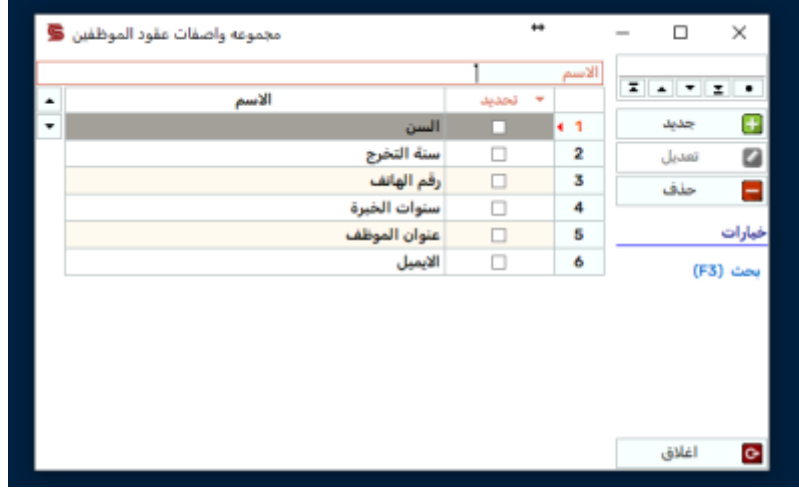 مجموعه واصفات عقود الموظفين
الاسم
تحديد الاسم
1 السن
2 سنة التخرج
3 رقم الهاتف
4 سنوات الخبرة
5 عنوان الموظف
6 الايميل
جديد
تعديل
حذف
خيارات
بحث (F3)
اغلاق